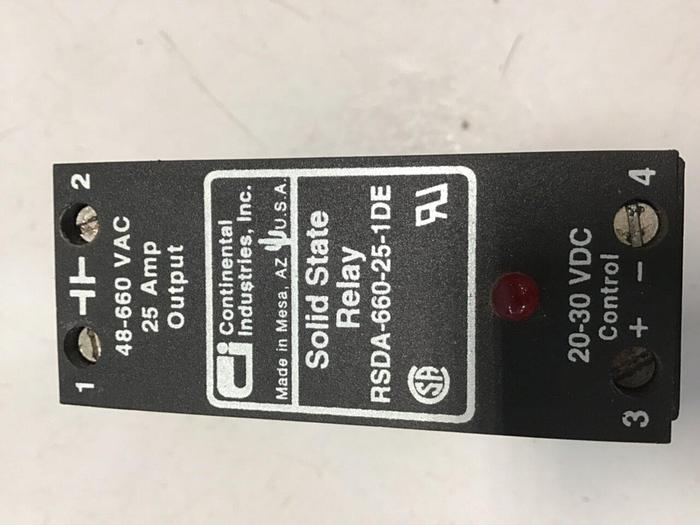 1 2
48-660 VAC
25 Amp
Output
Continental
Industries, Inc.
Made in Mesa, AZ U.S.A.
Solid State
Relay
RSDA-660-25-1DE
20-30 VDC
Control
+ −
3 4